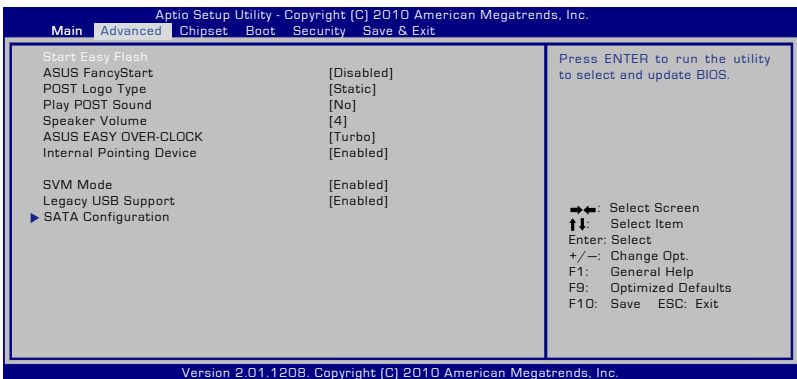 Aptio Setup Utility - Copyright (C) 2010 American Megatrends, Inc.
Main Advanced Chipset Boot Security Save & Exit
Start Easy Flash
ASUS FancyStart [Disabled]
POST Logo Type [Static]
Play POST Sound [No]
Speaker Volume [4]
ASUS EASY OVER-CLOCK [Turbo]
Internal Pointing Device [Enabled]
SVM Mode [Enabled]
Legacy USB Support [Enabled]
SATA Configuration
Press ENTER to run the utility
to select and update BIOS.
→←: Select Screen
↑↓: Select Item
Enter: Select
+/—: Change Opt.
F1: General Help
F9: Optimized Defaults
F10: Save ESC: Exit
Version 2.01.1208. Copyright (C) 2010 American Megatrends, Inc.